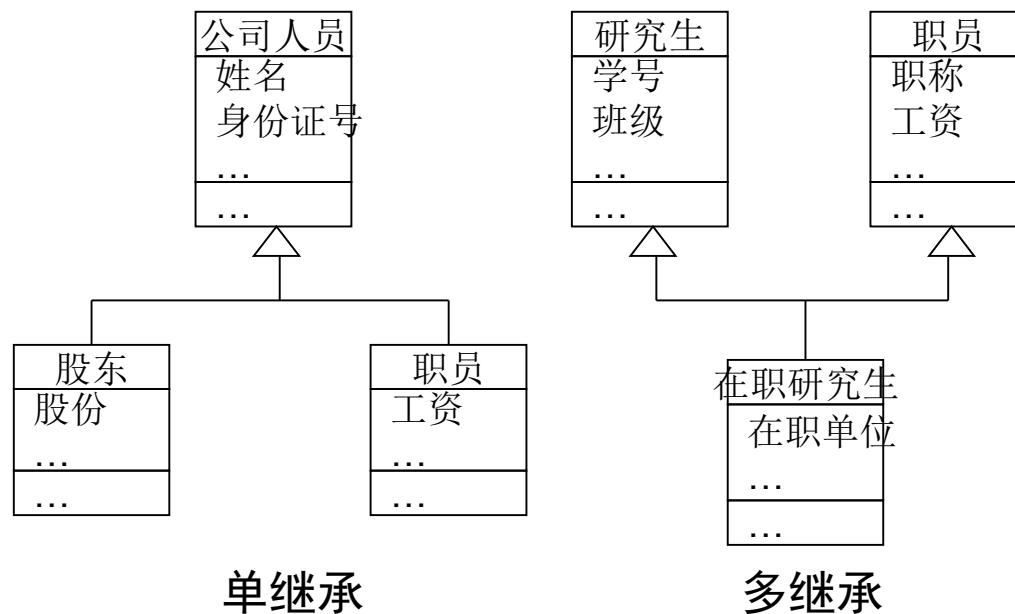 公司人员
姓名
身份证号
...
...
股东
股份
...
...
职员
工资
...
...
单继承
研究生
学号
班级
...
...
职员
职称
工资
...
...
在职研究生
在职单位
...
...
多继承